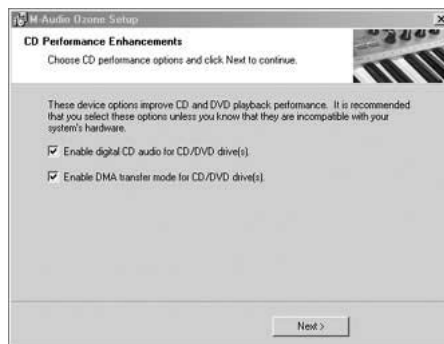 M-Audio Ozone Setup
CD Performance Enhancements
Choose CD performance options and click Next to continue.
These device options improve CD and DVD playback performance. It is recommended
that you select these options unless you know that they are incompatible with your
system's hardware.
Enable digital CD audio for CD/DVD drive(s).
Enable DMA transfer mode for CD/DVD drive(s).
Next >